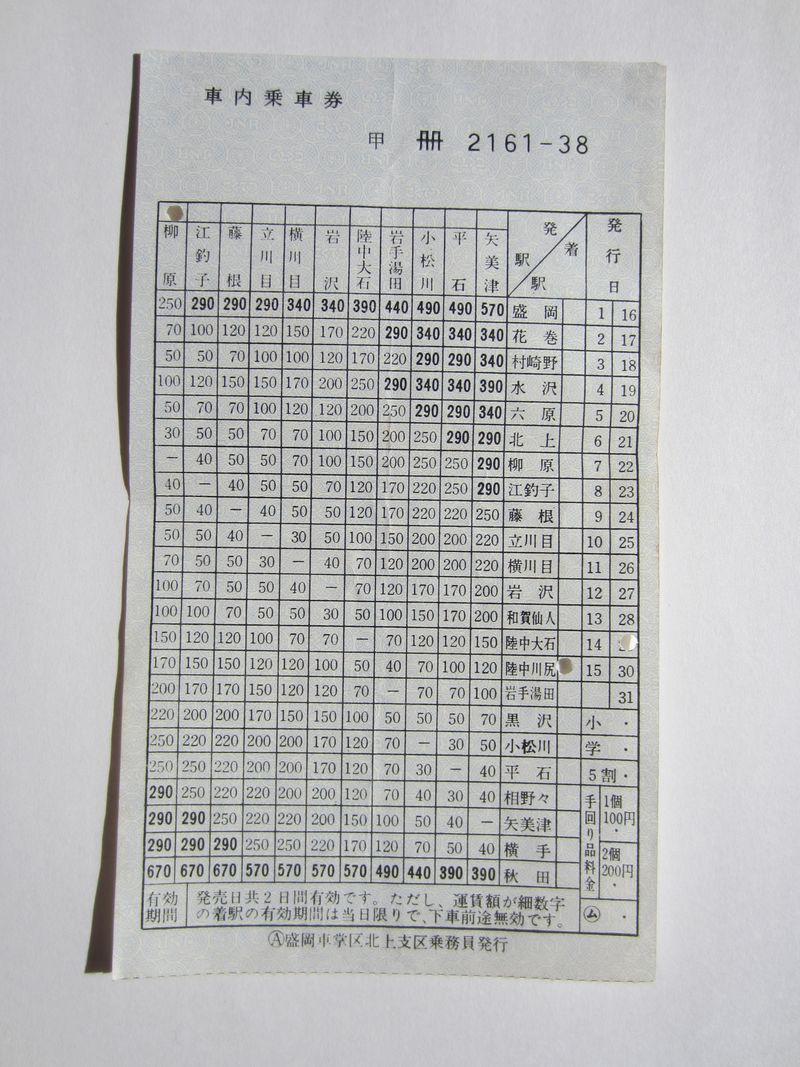 車内乗車券
甲 冊 2161-38
柳原 江釣子 藤根 立川目 横川目 岩沢 陸中大石 岩手湯田 小松川 平石 矢美津 発駅 着駅 発行日
250 290 290 290 340 340 390 440 490 490 570 盛岡 1 16
70 100 120 120 150 170 220 290 340 340 340 花巻 2 17
50 50 70 100 100 120 170 220 290 290 340 村崎野 3 18
100 120 150 150 170 200 250 290 340 340 390 水沢 4 19
50 70 70 100 120 120 200 250 290 290 340 六原 5 20
30 50 50 70 70 100 150 200 250 290 290 北上 6 21
- 40 50 50 70 100 150 200 250 250 290 柳原 7 22
40 - 40 50 50 70 120 170 220 250 290 江釣子 8 23
50 40 - 40 50 50 120 170 220 220 250 藤根 9 24
50 50 40 - 30 50 100 150 200 200 220 立川目 10 25
70 50 50 30 - 40 70 120 200 200 220 横川目 11 26
100 70 50 50 40 - 70 120 170 170 200 岩沢 12 27
100 100 70 50 50 30 50 100 150 170 200 和賀仙人 13 28
150 120 120 100 70 70 - 70 120 120 150 陸中大石 14
170 150 150 120 120 100 50 40 70 100 120 陸中川尻 15 30
200 170 170 150 120 120 70 - 70 70 100 岩手湯田 31
220 200 200 170 150 150 100 50 50 50 70 黒沢 小・
250 220 220 200 200 170 120 70 - 30 50 小松川 学・
250 250 220 200 200 170 120 70 30 - 40 平石 5割・
290 250 220 220 200 200 120 70 40 30 40 相野々 手回り品料金 1個100円・
290 290 250 220 220 200 150 100 50 40 - 矢美津
290 290 290 250 250 220 170 120 70 50 40 横手 2個200円・
670 670 670 570 570 570 570 490 440 390 390 秋田
有効期間 発売日共2日間有効です。ただし、運賃額が細数字
の着駅の有効期間は当日限りで、下車前途無効です。
㋰ ・
Ⓐ盛岡車掌区北上支区乗務員発行